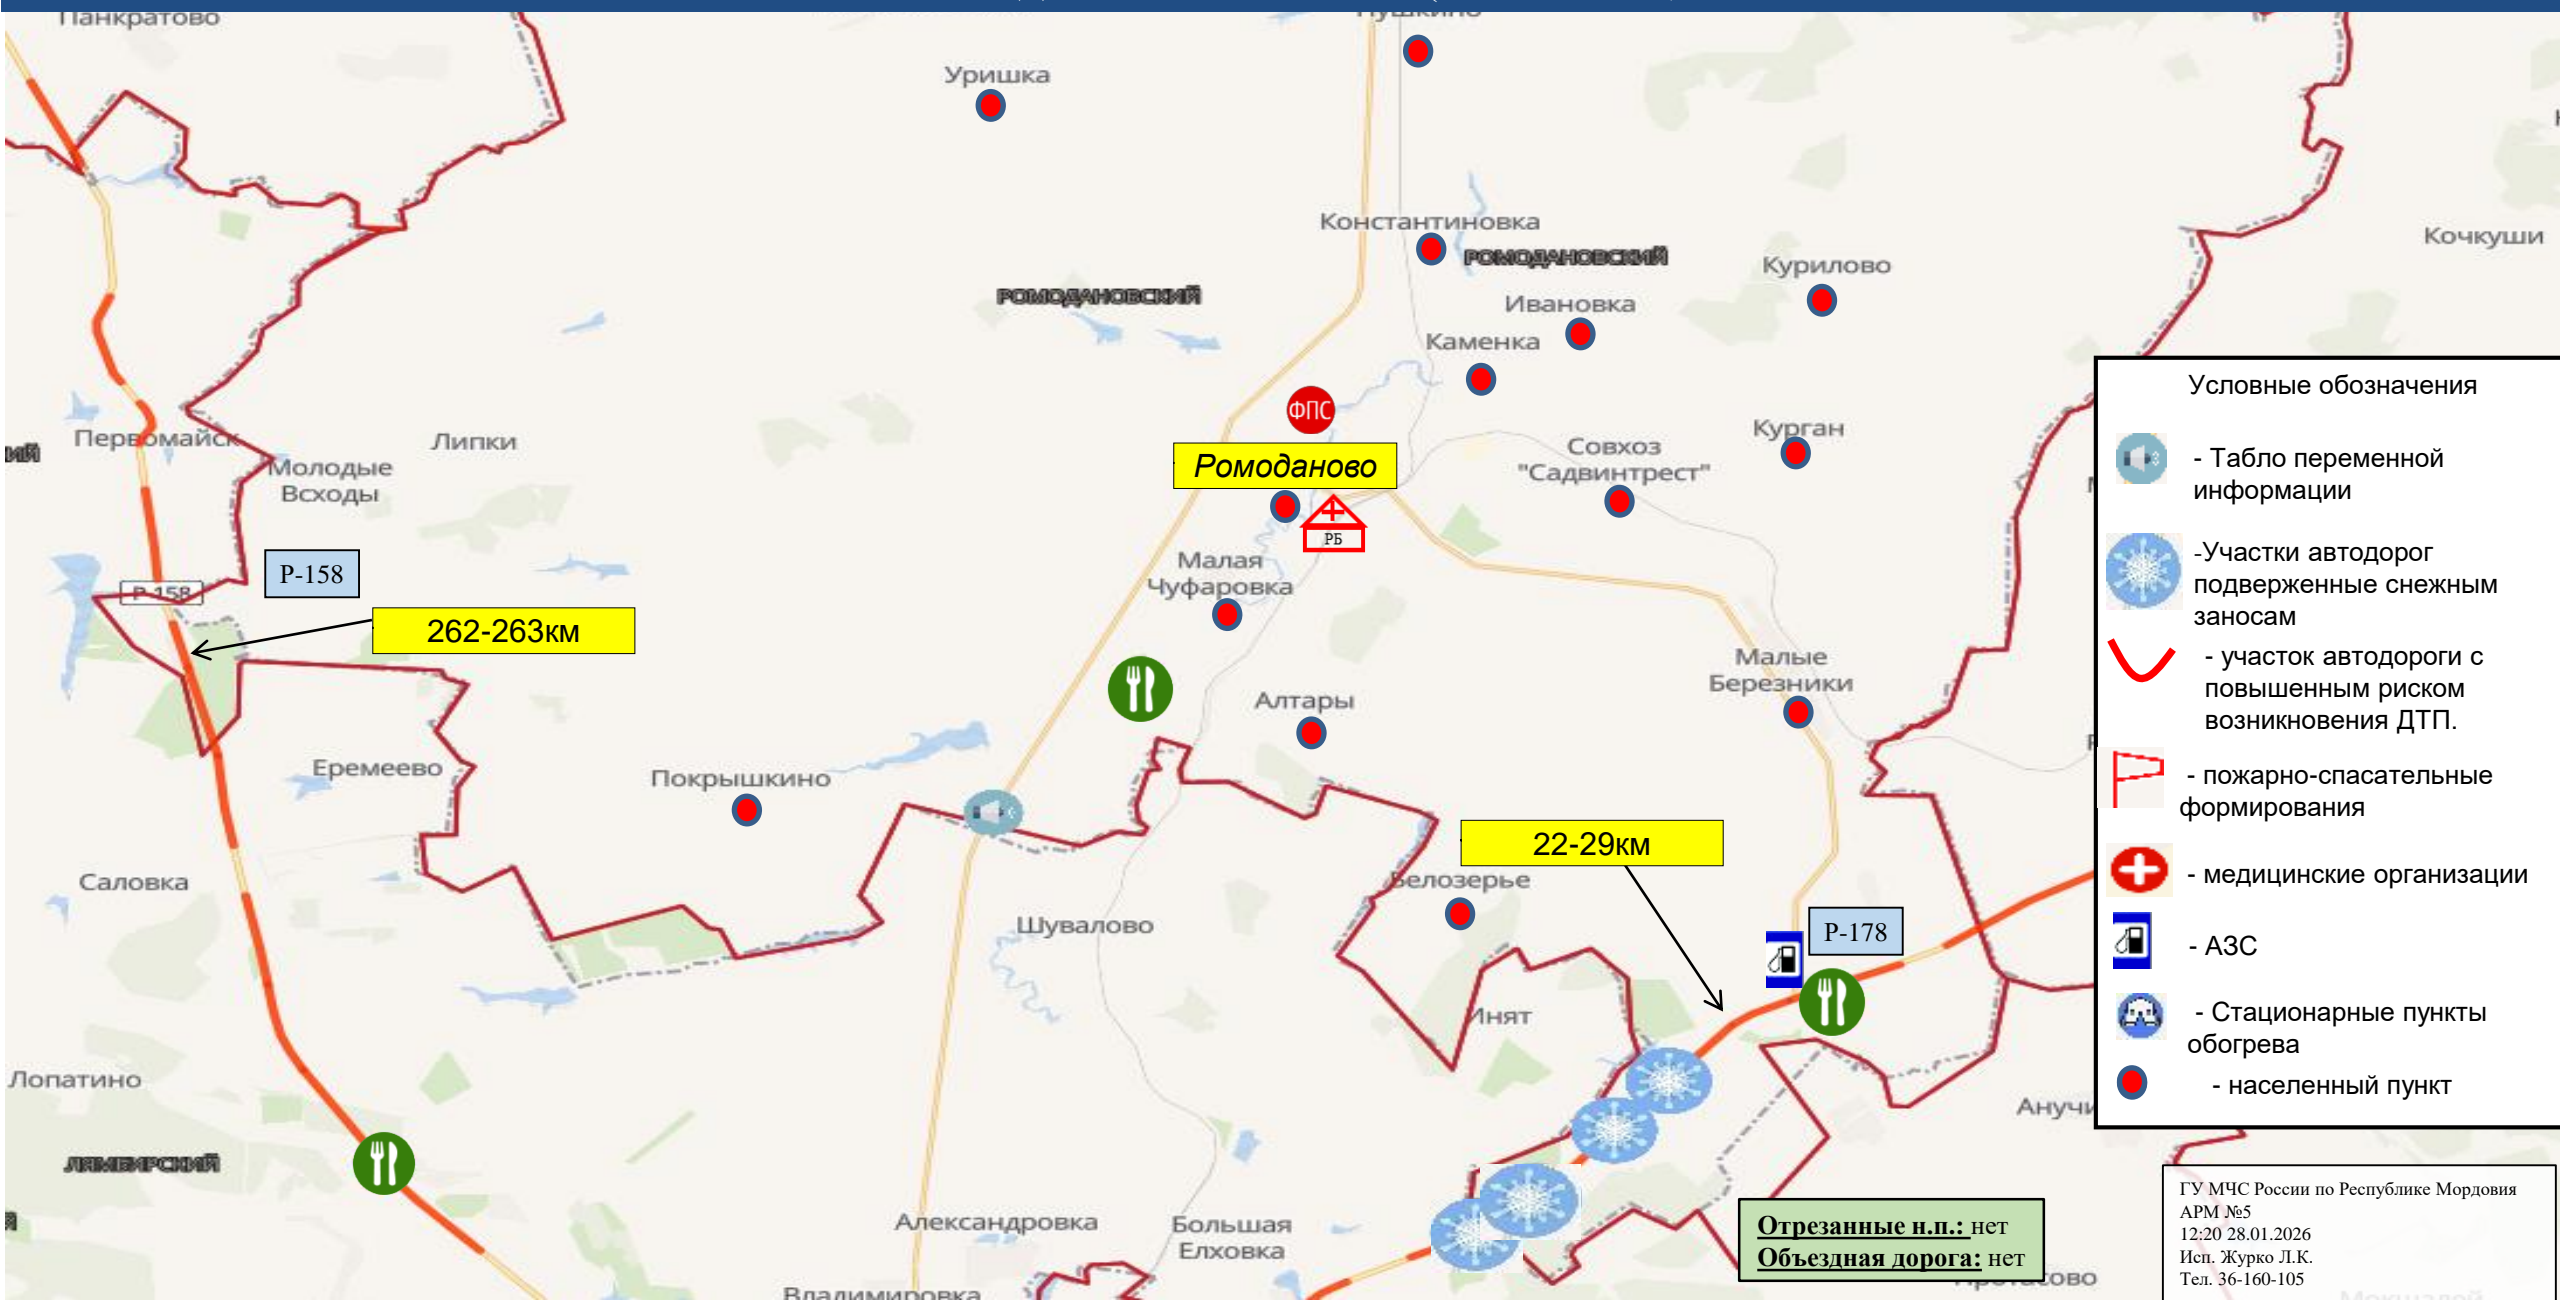 Панкратово
Уришка
Константиновка
РОМОДАНОВСКИЙ
Курилово
Кочкуши
РОМОДАНОВСКИЙ
Ивановка
Каменка
ФПС
Первомайск
Липки
Молодые
Всходы
Ромоданово
Совхоз
"Садвинтрест"
Курган
РБ
Малая
Чуфаровка
Р-158
Р-158
262-263км
Малые
Березники
Алтары
Еремеево
Покрышкино
22-29км
Саловка
Белозерье
Шувалово
Р-178
Инят
Лопатино
ЛЯМБИРСКИЙ
Александровка
Большая
Елховка
Владимировка
Условные обозначения
- Табло переменной
информации
-Участки автодорог
подверженные снежным
заносам
- участок автодороги с
повышенным риском
возникновения ДТП.
- пожарно-спасательные
формирования
- медицинские организации
- АЗС
- Стационарные пункты
обогрева
- населенный пункт
Отрезанные н.п.: нет
Объездная дорога: нет
ГУ МЧС России по Республике Мордовия
АРМ №5
12:20 28.01.2026
Исп. Журко Л.К.
Тел. 36-160-105